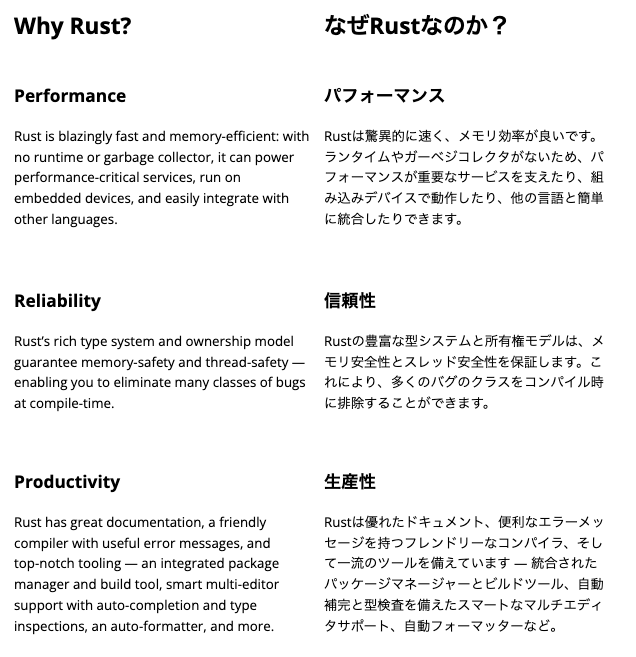 Why Rust?
Performance
Rust is blazingly fast and memory-efficient: with
no runtime or garbage collector, it can power
performance-critical services, run on
embedded devices, and easily integrate with
other languages.
Reliability
Rust’s rich type system and ownership model
guarantee memory-safety and thread-safety —
enabling you to eliminate many classes of bugs
at compile-time.
Productivity
Rust has great documentation, a friendly
compiler with useful error messages, and
top-notch tooling — an integrated package
manager and build tool, smart multi-editor
support with auto-completion and type
inspections, an auto-formatter, and more.
なぜRustなのか？
パフォーマンス
Rustは驚異的に速く、メモリ効率が良いです。
ランタイムやガーベジコレクタがないため、パ
フォーマンスが重要なサービスを支えたり、組
み込みデバイスで動作したり、他の言語と簡単
に統合したりできます。
信頼性
Rustの豊富な型システムと所有権モデルは、メ
モリ安全性とスレッド安全性を保証します。こ
れにより、多くのバグのクラスをコンパイル時
に排除することができます。
生産性
Rustは優れたドキュメント、便利なエラーメッ
セージを持つフレンドリーなコンパイラ、そし
て一流のツールを備えています — 統合された
パッケージマネージャーとビルドツール、自動
補完と型検査を備えたスマートなマルチエディ
タサポート、自動フォーマッターなど。